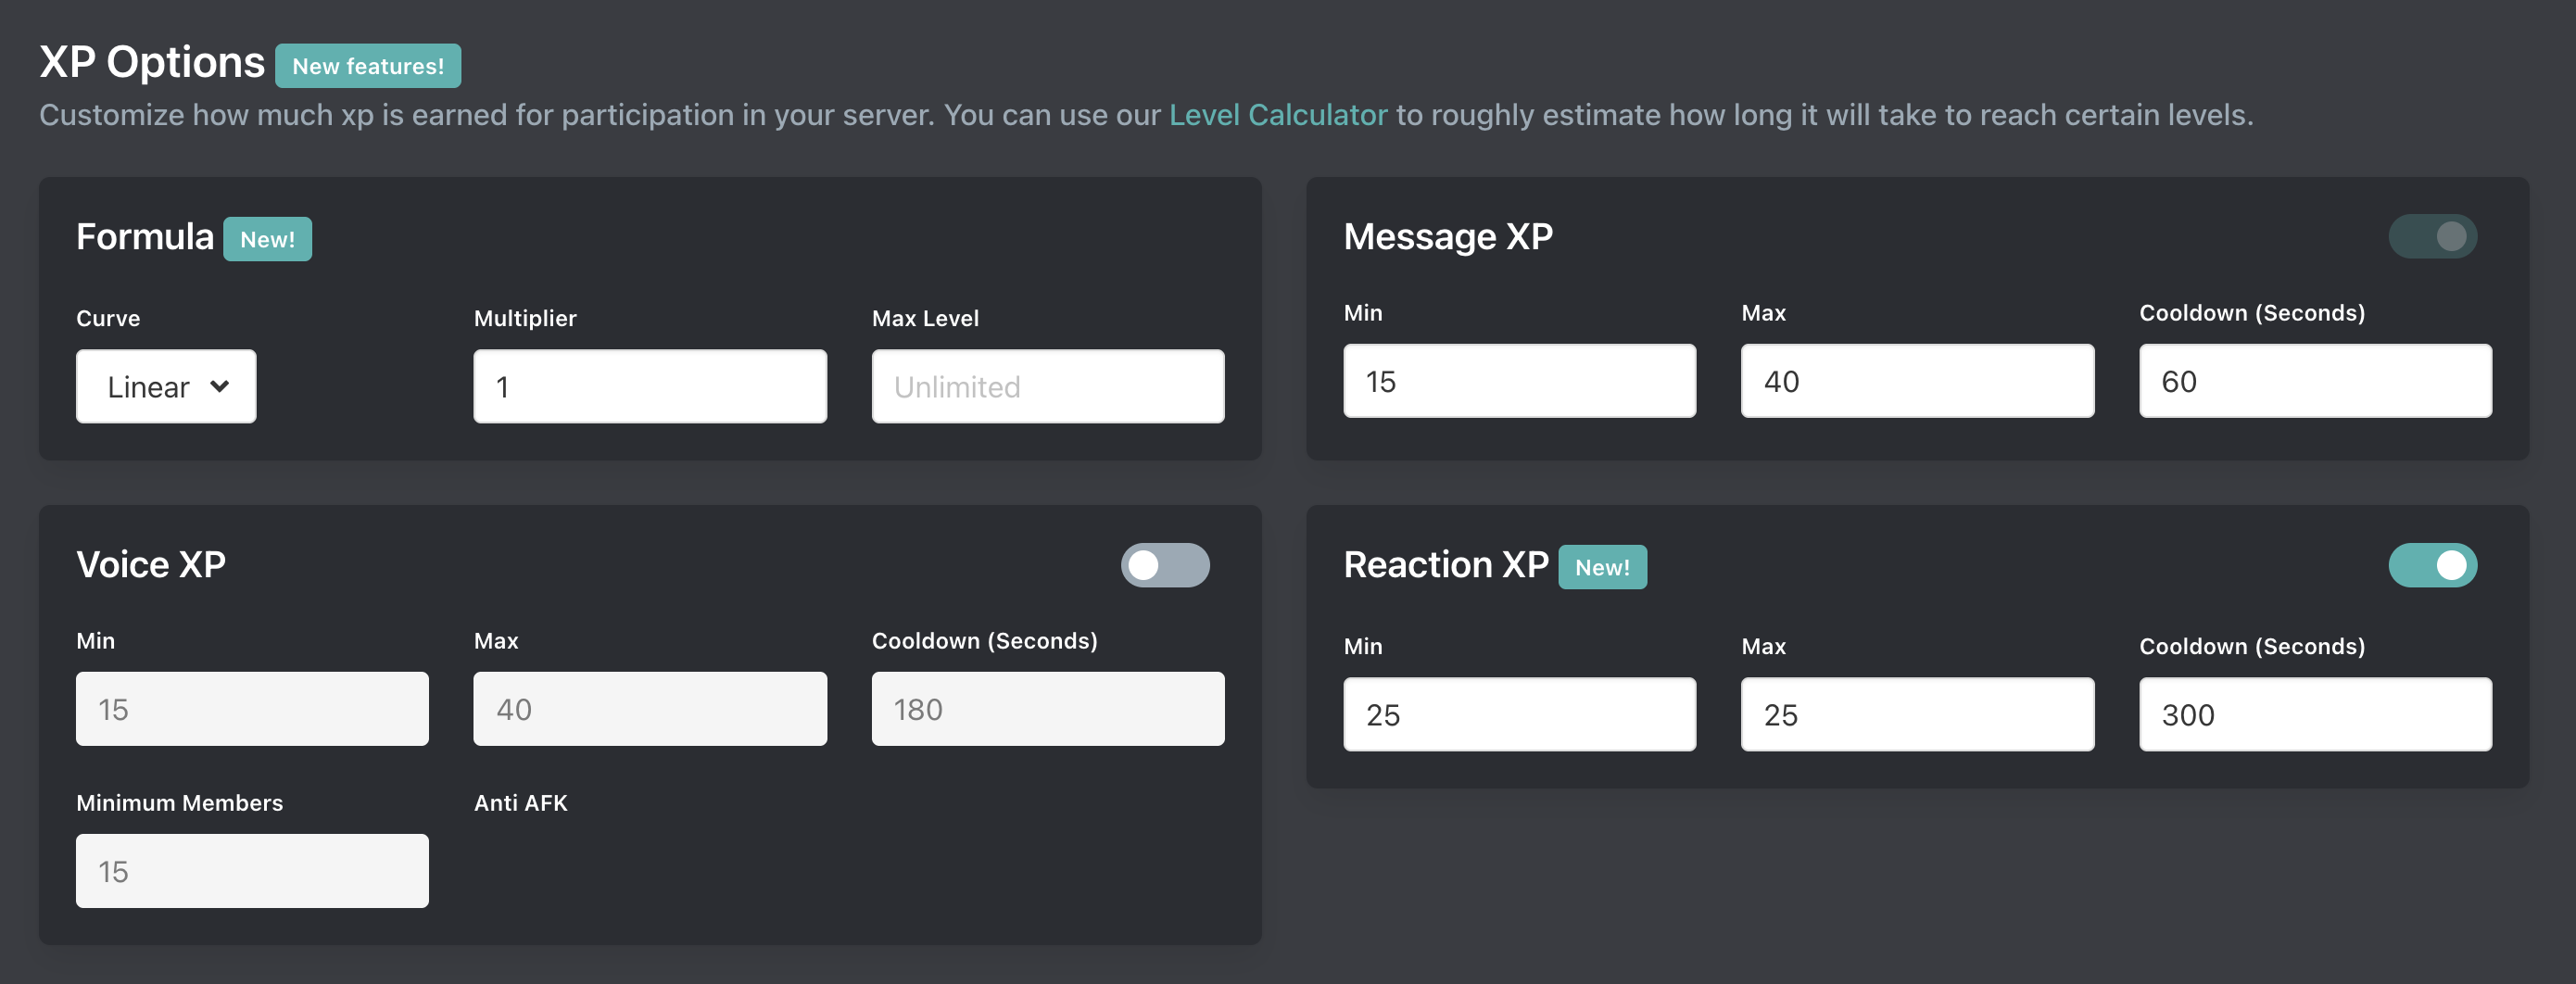 XP Options New features!
Customize how much xp is earned for participation in your server. You can use our Level Calculator to roughly estimate how long it will take to reach certain levels.
Formula New!
Curve Multiplier Max Level
Linear 1 Unlimited
Message XP
Min Max Cooldown (Seconds)
15 40 60
Voice XP
Min Max Cooldown (Seconds)
15 40 180
Minimum Members Anti AFK
15
Reaction XP New!
Min Max Cooldown (Seconds)
25 25 300